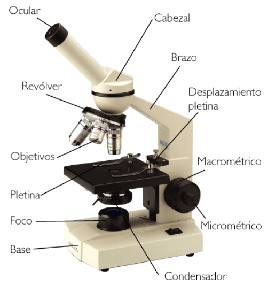 Ocular
Cabezal
Brazo
Revólver
Desplazamiento
pletina
Objetivos
Macrométrico
Pletina
Foco
Micrométrico
Base
Condensador